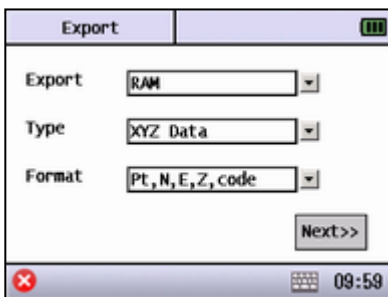 Export
Export RAM
Type XYZ Data
Format Pt,N,E,Z,code
Next>>
09:59